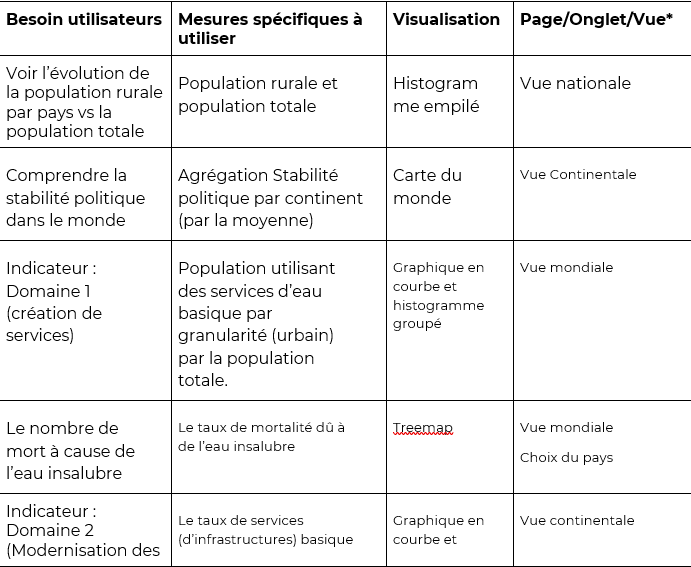 Besoin utilisateurs
Mesures spécifiques à
utiliser
Visualisation
Page/Onglet/Vue*
Voir l’évolution de
la population rurale
par pays vs la
population totale
Population rurale et
population totale
Histogram
me empilé
Vue nationale
Comprendre la
stabilité politique
dans le monde
Agrégation Stabilité
politique par continent
(par la moyenne)
Carte du
monde
Vue Continentale
Indicateur :
Domaine 1
(création de
services)
Population utilisant
des services d’eau
basique par
granularité (urbain)
par la population
totale.
Graphique en
courbe et
histogramme
groupé
Vue mondiale
Le nombre de
mort à cause de
l’eau insalubre
Le taux de mortalité dû à
de l’eau insalubre
Treemap
Vue mondiale
Choix du pays
Indicateur :
Domaine 2
(Modernisation des
Le taux de services
(d’infrastructures) basique
Graphique en
courbe et
Vue continentale